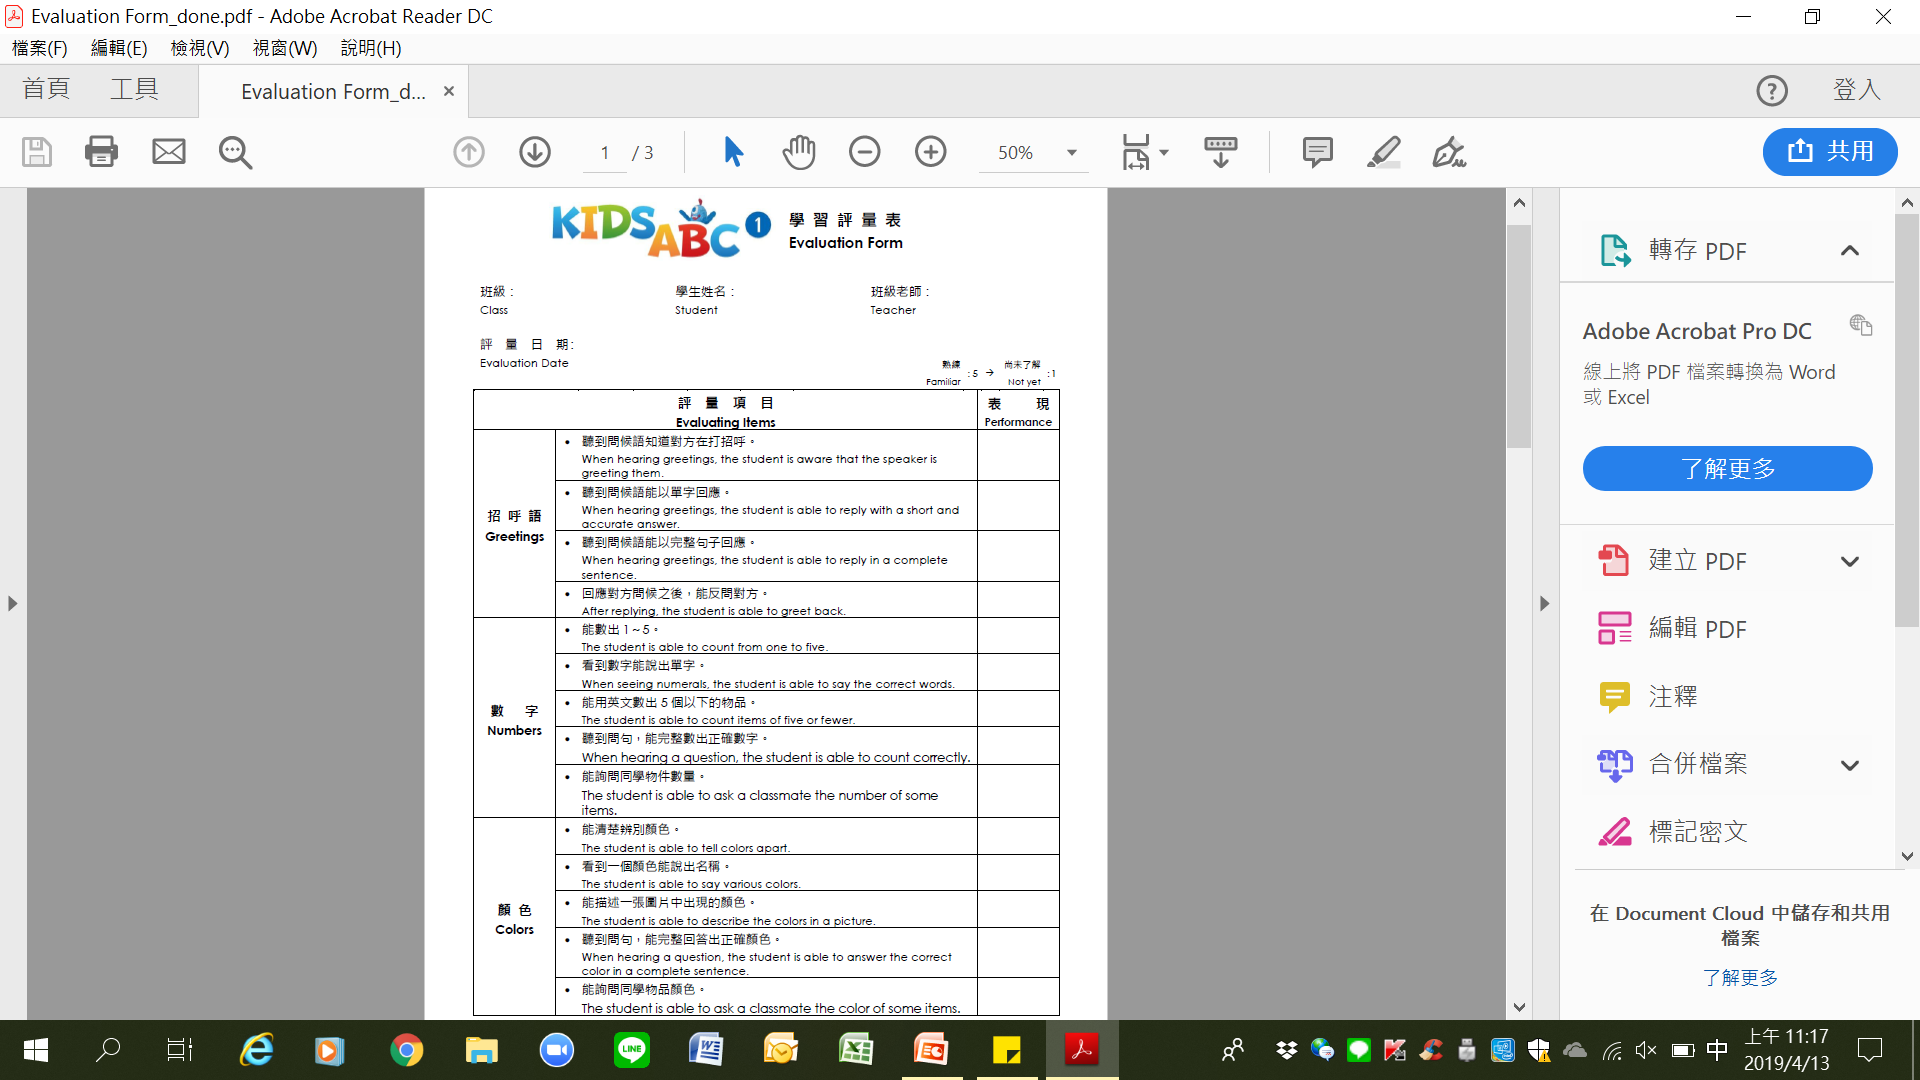 Evaluation Form_done.pdf - Adobe Acrobat Reader DC
檔案(F) 編輯(E) 檢視(V) 視窗(W) 說明(H)
首頁 工具 Evaluation Form_d... × ? 登入
1 / 3 50% 共用
KIDS ABC 1
學習評量表
Evaluation Form
班級： 學生姓名： 班級老師：
Class Student Teacher
評 量 日 期：
Evaluation Date
熟練 :5 → 尚未了解 :1
Familiar Not yet
評 量 項 目 表 現
Evaluating Items Performance
招 呼 語
Greetings
• 聽到問候語知道對方在打招呼。
When hearing greetings, the student is aware that the speaker is
greeting them.
• 聽到問候語能以單字回應。
When hearing greetings, the student is able to reply with a short and
accurate answer.
• 聽到問候語能以完整句子回應。
When hearing greetings, the student is able to reply in a complete
sentence.
• 回應對方問候之後，能反問對方。
After replying, the student is able to greet back.
數 字
Numbers
• 能數出 1～5。
The student is able to count from one to five.
• 看到數字能說出單字。
When seeing numerals, the student is able to say the correct words.
• 能用英文數出 5 個以下的物品。
The student is able to count items of five or fewer.
• 聽到問句，能完整數出正確數字。
When hearing a question, the student is able to count correctly.
• 能詢問同學物件數量。
The student is able to ask a classmate the number of some
items.
顏 色
Colors
• 能清楚辨別顏色。
The student is able to tell colors apart.
• 看到一個顏色能說出名稱。
The student is able to say various colors.
• 能描述一張圖片中出現的顏色。
The student is able to describe the colors in a picture.
• 聽到問句，能完整回答出正確顏色。
When hearing a question, the student is able to answer the correct
color in a complete sentence.
• 能詢問同學物品顏色。
The student is able to ask a classmate the color of some items.
轉存 PDF
Adobe Acrobat Pro DC
線上將 PDF 檔案轉換為 Word
或 Excel
了解更多
建立 PDF
編輯 PDF
注釋
合併檔案
標記密文
在 Document Cloud 中儲存和共用
檔案
了解更多
LINE
中
上午 11:17
2019/4/13